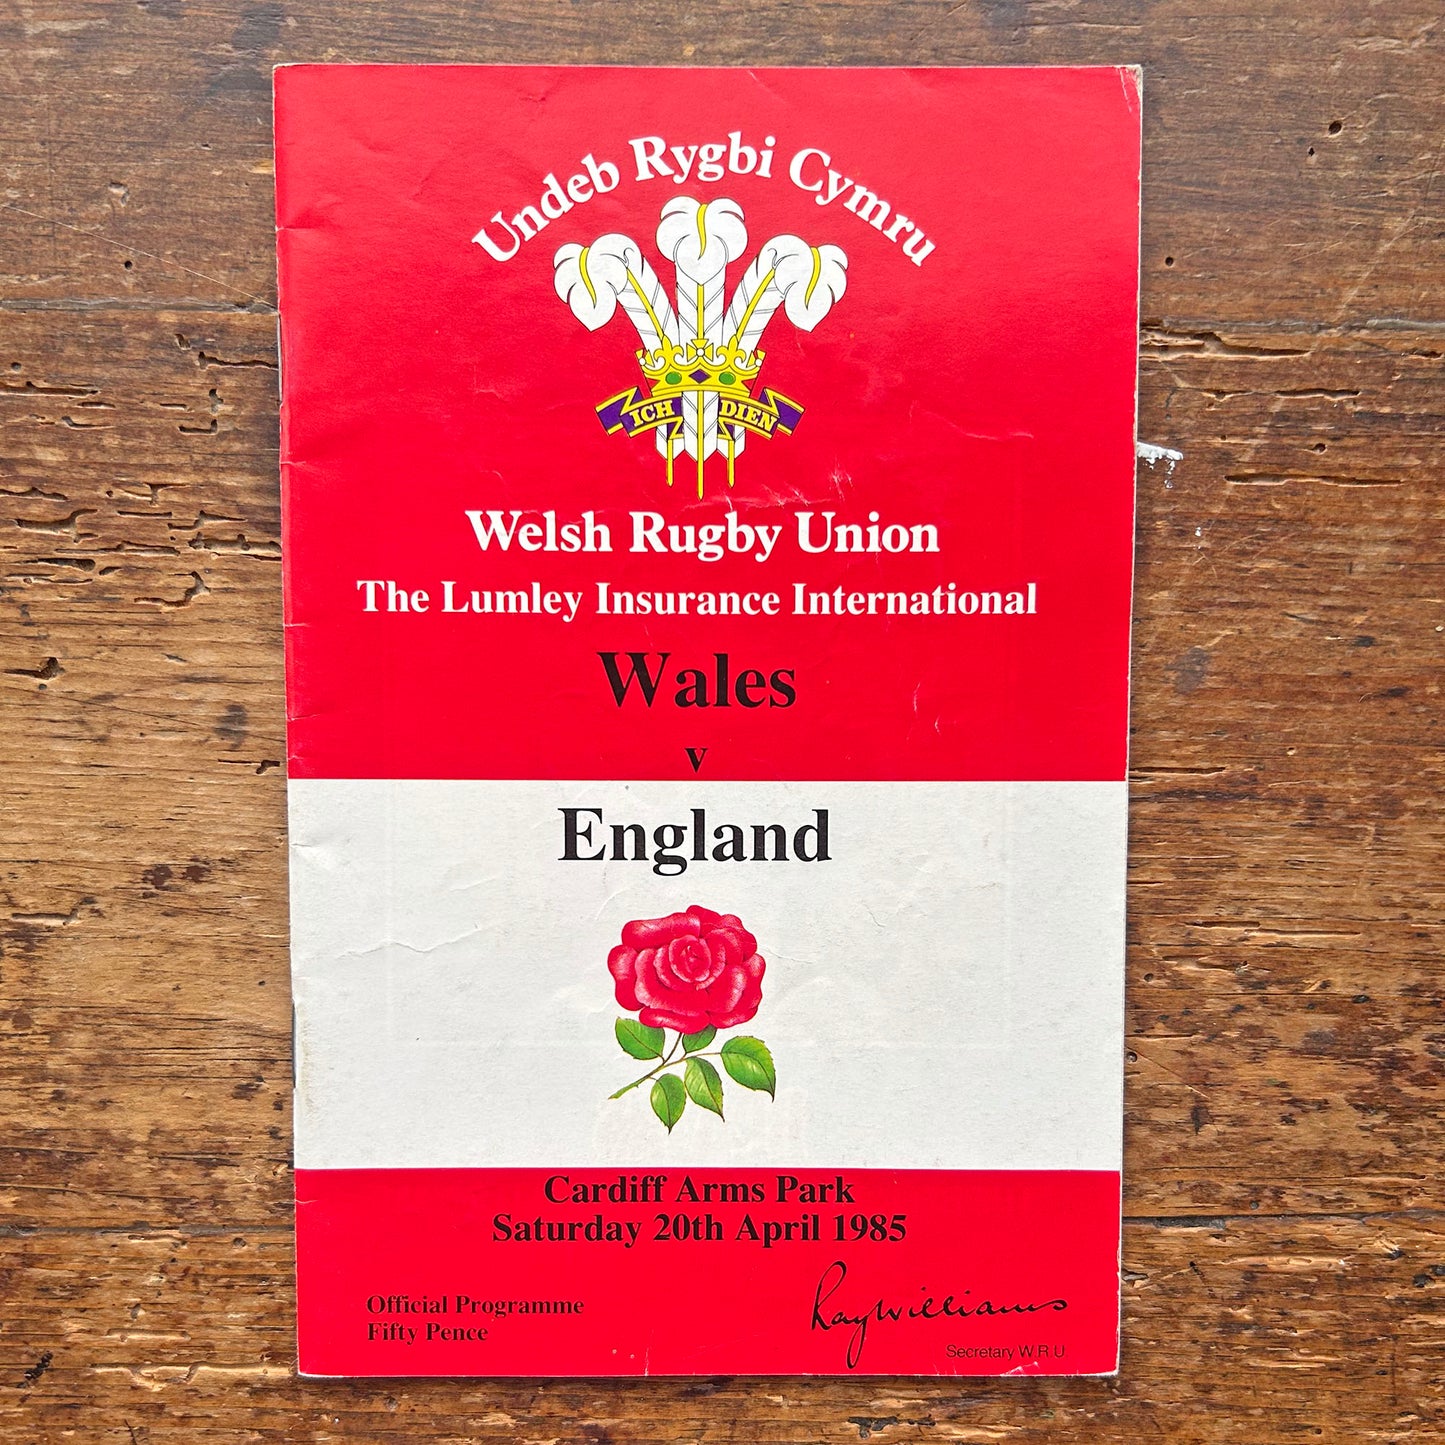 Undeb Rygbi Cymru
ICH DIEN
Welsh Rugby Union
The Lumley Insurance International
Wales
v
England
Cardiff Arms Park
Saturday 20th April 1985
Official Programme
Fifty Pence
Ray Williams
Secretary W.R.U.